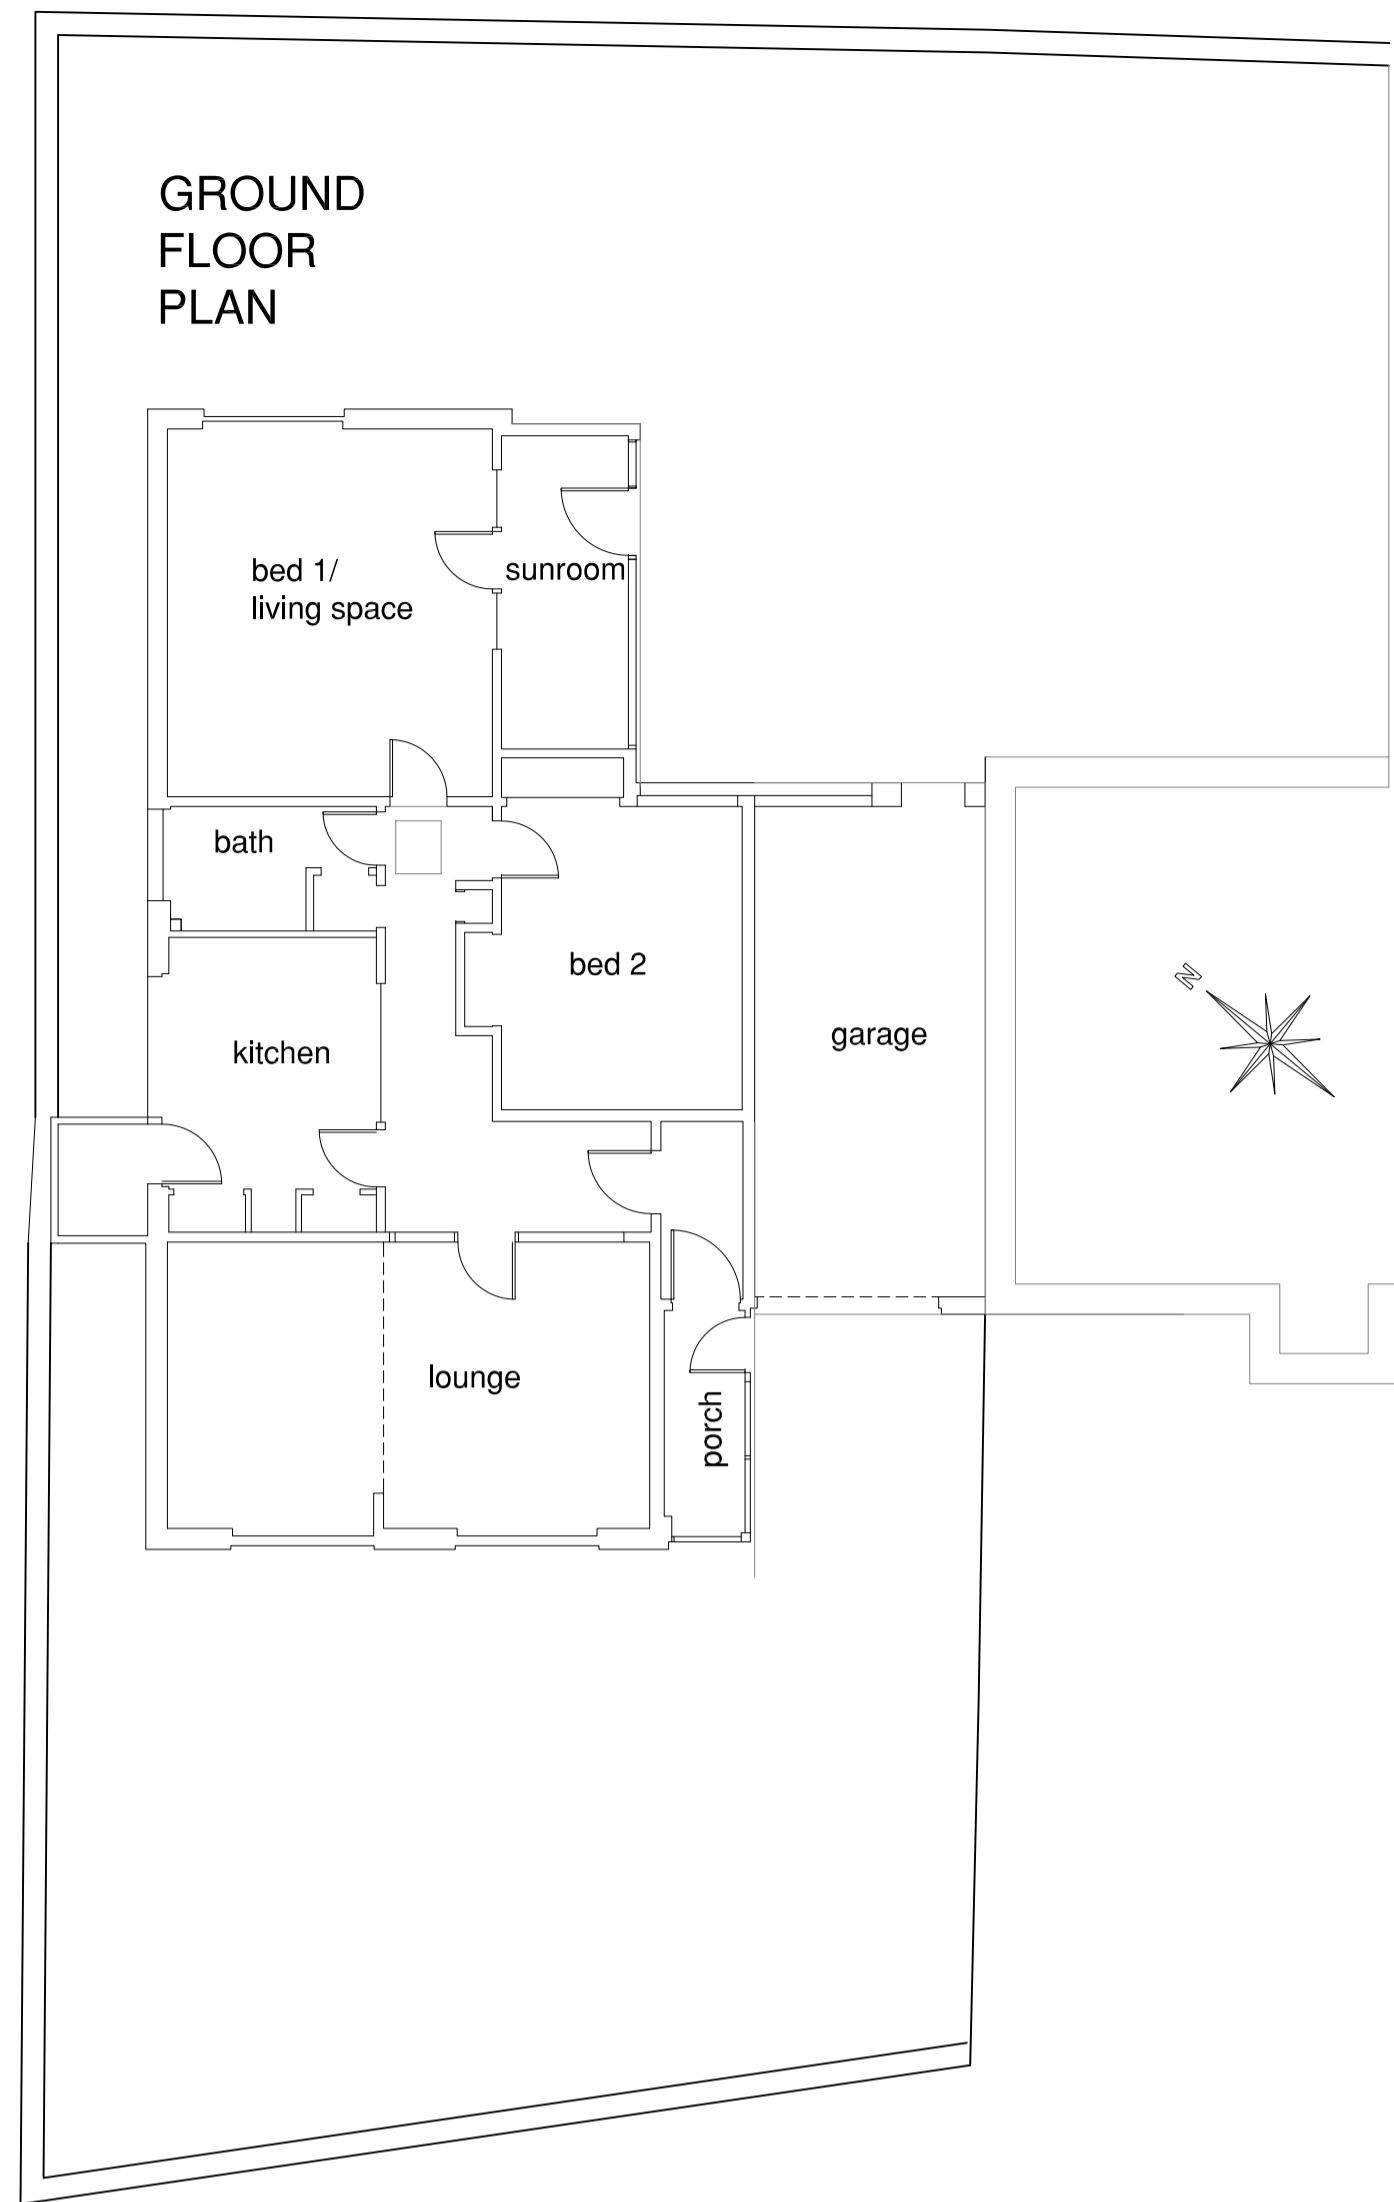 GROUND
FLOOR
PLAN
bed 1/
living space
sunroom
bath
bed 2
N
garage
kitchen
lounge
porch